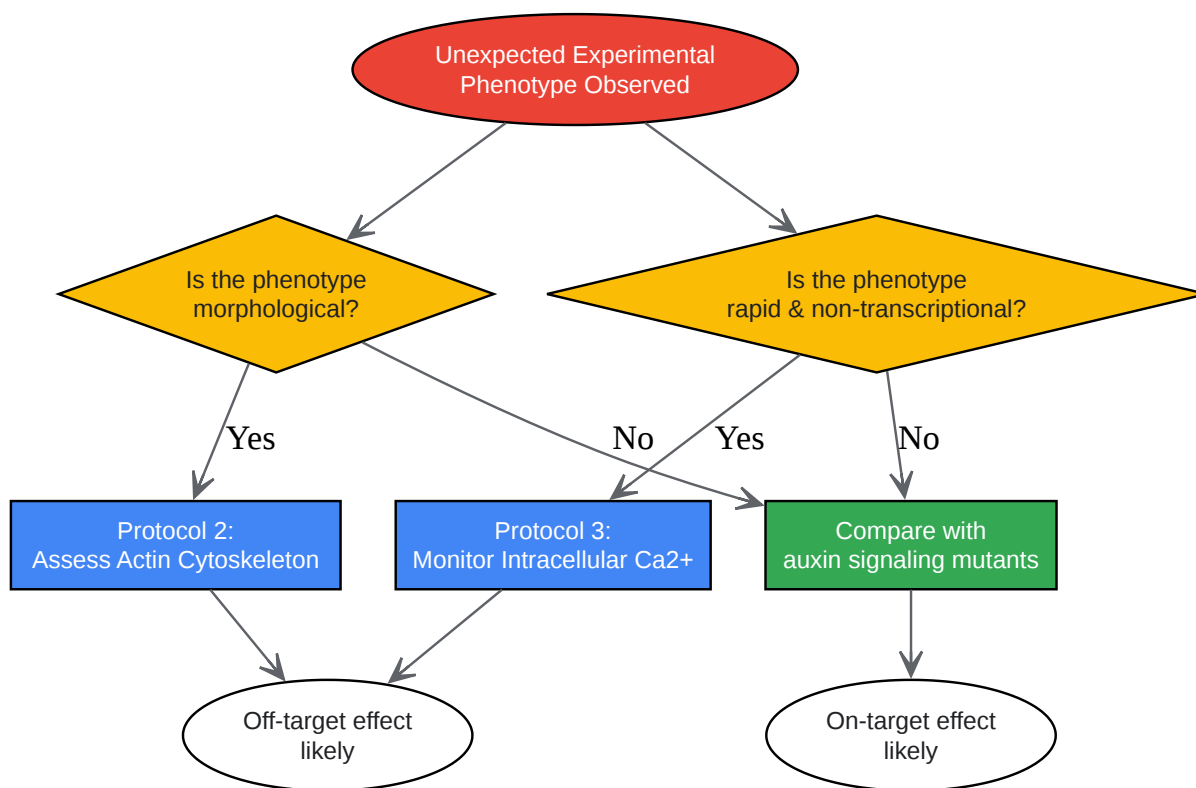 Unexpected Experimental
Phenotype Observed
Is the phenotype
morphological?
Is the phenotype
rapid & non-transcriptional?
Yes
No
Yes
No
Protocol 2:
Assess Actin Cytoskeleton
Protocol 3:
Monitor Intracellular Ca2+
Compare with
auxin signaling mutants
Off-target effect
likely
On-target effect
likely